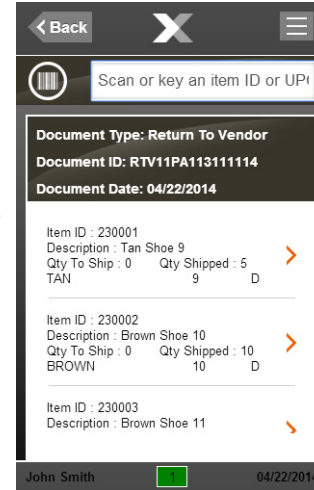 Back
Scan or key an item ID or UP
Document Type: Return To Vendor
Document ID: RTV11PA113111114
Document Date: 04/22/2014
Item ID : 230001
Description : Tan Shoe 9
Qty To Ship : 0 Qty Shipped : 5
TAN 9 D
Item ID : 230002
Description : Brown Shoe 10
Qty To Ship : 0 Qty Shipped : 10
BROWN 10 D
Item ID : 230003
Description : Brown Shoe 11
John Smith 1 04/22/201